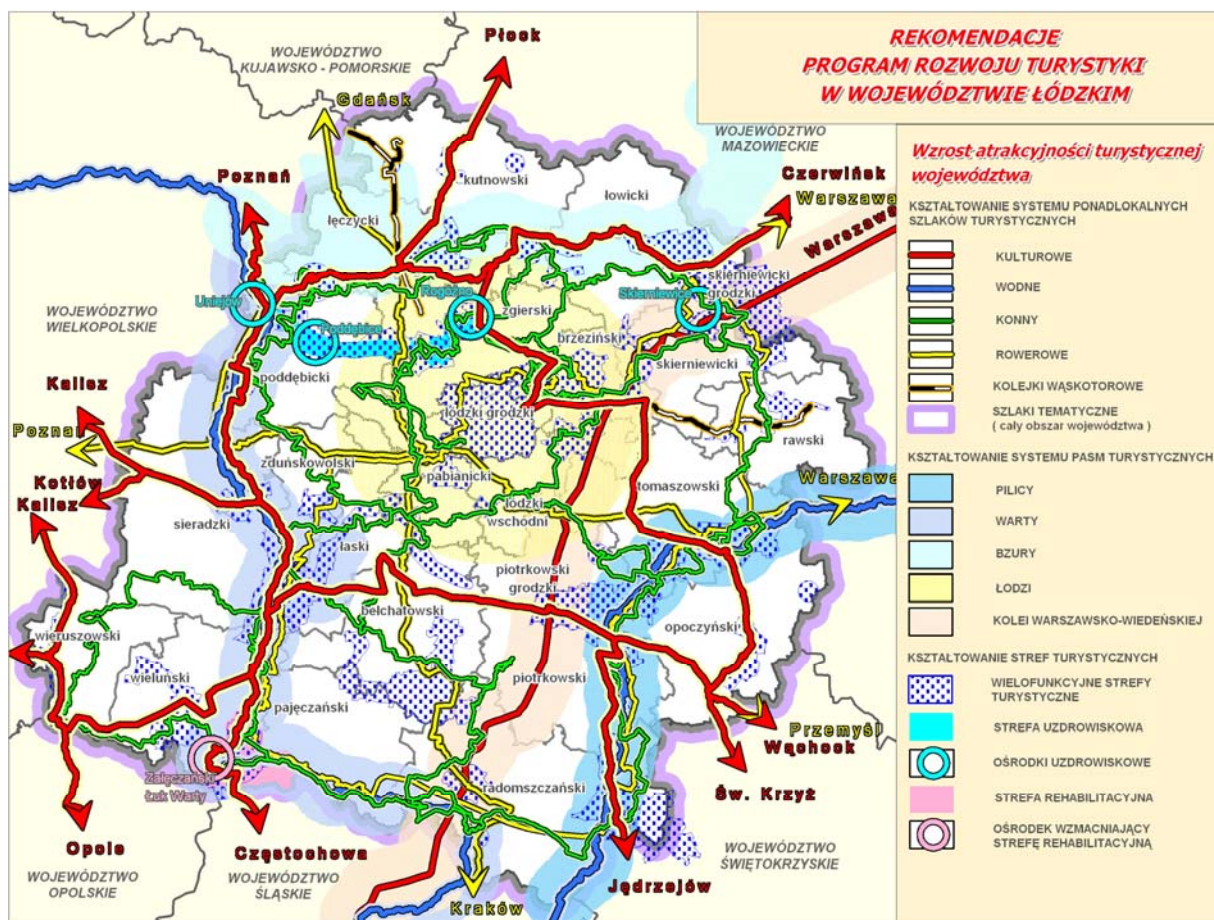 REKOMENDACJE
PROGRAM ROZWOJU TURYSTYKI
W WOJEWÓDZTWIE ŁÓDZKIM
Wzrost atrakcyjności turystycznej
województwa
KSZTAŁTOWANIE SYSTEMU PONADLOKALNYCH
SZLAKÓW TURYSTYCZNYCH
KULTUROWE
WODNE
KONNY
ROWEROWE
KOLEJKI WĄSKOTOROWE
SZLAKI TEMATYCZNE
( cały obszar województwa )
KSZTAŁTOWANIE SYSTEMU PASM TURYSTYCZNYCH
PILICY
WARTY
BZURY
ŁODZI
KOLEI WARSZAWSKO-WIEDEŃSKIEJ
KSZTAŁTOWANIE STREF TURYSTYCZNYCH
WIELOFUNKCYJNE STREFY
TURYSTYCZNE
STREFA UZDROWISKOWA
OŚRODKI UZDROWISKOWE
STREFA REHABILITACYJNA
OŚRODEK WZMACNIAJĄCY
STREFĘ REHABILITACYJNĄ
WOJEWÓDZTWO
KUJAWSKO - POMORSKIE
Płock
Gdańsk
WOJEWÓDZTWO
MAZOWIECKIE
Poznań
kutnowski
łowicki
Czerwińsk
Warszawa
Warszawa
łęczycki
skierniewicki
grodzki
Uniejów
Rogóźno
Skierniewice
zgierski
WOJEWÓDZTWO
WIELKOPOLSKIE
Poddębice
brzeziński
skierniewicki
poddębicki
Kalisz
łódzki grodzki
Poznań
rawski
zduńskowolski
pabianicki
Kotłów
Kalisz
tomaszowski
Warszawa
łódzki
wschodni
sieradzki
łaski
piotrkowski
grodzki
bełchatowski
opoczyński
wieruszowski
wieluński
pajęczański
piotrkowski
Przemyśl
Wąchock
Załęczański
Łuk Warty
radomszczański
Św. Krzyż
Opole
Częstochowa
WOJEWÓDZTWO
OPOLSKIE
WOJEWÓDZTWO
ŚLĄSKIE
WOJEWÓDZTWO
ŚWIĘTOKRZYSKIE
Jędrzejów
Kraków